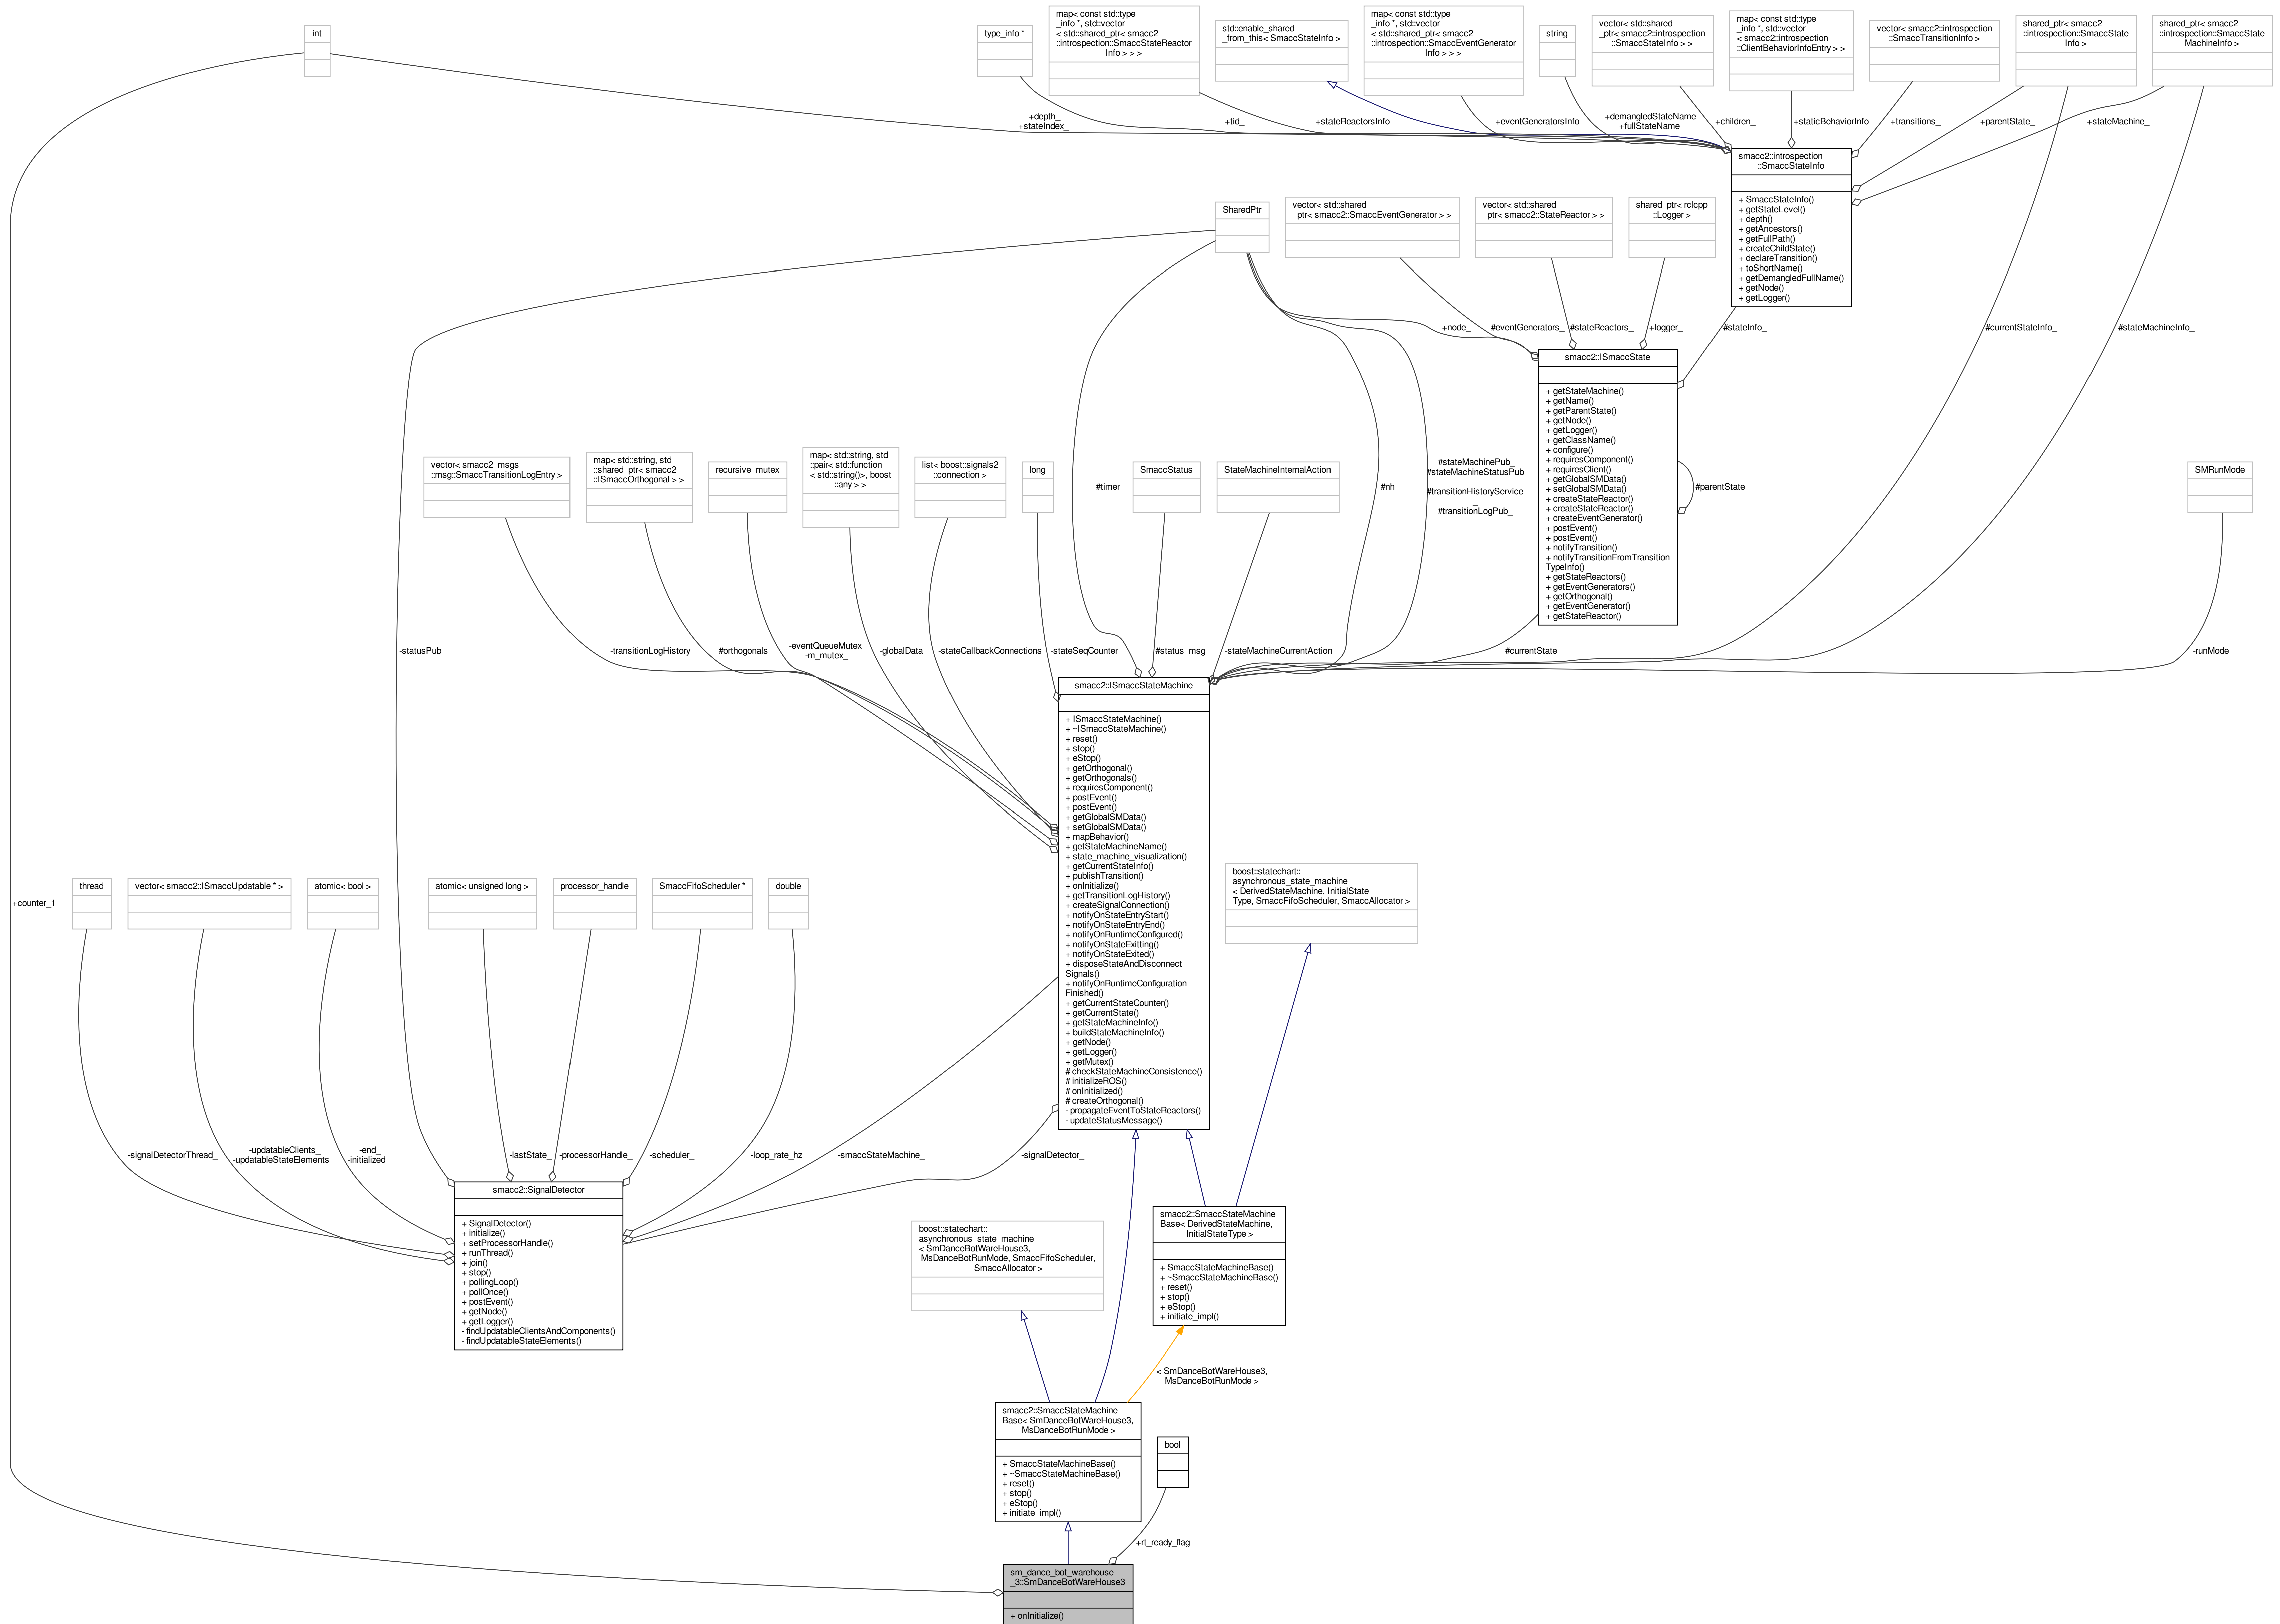 int
type_info *
map< const std::type
_info *, std::vector
< std::shared_ptr< smacc2
::introspection::SmaccStateReactor
Info > > >
std::enable_shared
_from_this< SmaccStateInfo >
map< const std::type
_info *, std::vector
< std::shared_ptr< smacc2
::introspection::SmaccEventGenerator
Info > > >
string
vector< std::shared
_ptr< smacc2::introspection
::SmaccStateInfo > >
map< const std::type
_info *, std::vector
< smacc2::introspection
::ClientBehaviorInfoEntry > >
vector< smacc2::introspection
::SmaccTransitionInfo >
shared_ptr< smacc2
::introspection::SmaccState
Info >
shared_ptr< smacc2
::introspection::SmaccState
MachineInfo >
+depth_
+stateIndex_
+tid_
+stateReactorsInfo
+eventGeneratorsInfo
+demangledStateName
+fullStateName
+children_
+staticBehaviorInfo
+transitions_
+parentState_
+stateMachine_
smacc2::introspection
::SmaccStateInfo
+ SmaccStateInfo()
+ getStateLevel()
+ depth()
+ getAncestors()
+ getFullPath()
+ createChildState()
+ declareTransition()
+ toShortName()
+ getDemangledFullName()
+ getNode()
+ getLogger()
SharedPtr
vector< std::shared
_ptr< smacc2::SmaccEventGenerator > >
vector< std::shared
_ptr< smacc2::StateReactor > >
shared_ptr< rclcpp
::Logger >
+node_
#eventGenerators_
#stateReactors_
+logger_
#stateInfo_
#currentStateInfo_
#stateMachineInfo_
smacc2::ISmaccState
+ getStateMachine()
+ getName()
+ getParentState()
+ getNode()
+ getLogger()
+ getClassName()
+ configure()
+ requiresComponent()
+ requiresClient()
+ getGlobalSMData()
+ setGlobalSMData()
+ createStateReactor()
+ createStateReactor()
+ createEventGenerator()
+ postEvent()
+ postEvent()
+ notifyTransition()
+ notifyTransitionFromTransition
TypeInfo()
+ getStateReactors()
+ getEventGenerators()
+ getOrthogonal()
+ getEventGenerator()
+ getStateReactor()
#parentState_
vector< smacc2_msgs
::msg::SmaccTransitionLogEntry >
map< std::string, std
::shared_ptr< smacc2
::ISmaccOrthogonal > >
recursive_mutex
map< std::string, std
::pair< std::function
< std::string()>, boost
::any > >
list< boost::signals2
::connection >
long
SmaccStatus
StateMachineInternalAction
SMRunMode
#timer_
#nh_
#stateMachinePub_
#stateMachineStatusPub
_
#transitionHistoryService
_
#transitionLogPub_
-statusPub_
-transitionLogHistory_
#orthogonals_
-eventQueueMutex_
-m_mutex_
-globalData_
-stateCallbackConnections
-stateSeqCounter_
#status_msg_
-stateMachineCurrentAction
#currentState_
-runMode_
smacc2::ISmaccStateMachine
+ ISmaccStateMachine()
+ ~ISmaccStateMachine()
+ reset()
+ stop()
+ eStop()
+ getOrthogonal()
+ getOrthogonals()
+ requiresComponent()
+ postEvent()
+ postEvent()
+ getGlobalSMData()
+ setGlobalSMData()
+ mapBehavior()
+ getStateMachineName()
+ state_machine_visualization()
+ getCurrentStateInfo()
+ publishTransition()
+ onInitialize()
+ getTransitionLogHistory()
+ createSignalConnection()
+ notifyOnStateEntryStart()
+ notifyOnStateEntryEnd()
+ notifyOnRuntimeConfigured()
+ notifyOnStateExitting()
+ notifyOnStateExited()
+ disposeStateAndDisconnect
Signals()
+ notifyOnRuntimeConfiguration
Finished()
+ getCurrentStateCounter()
+ getCurrentState()
+ getStateMachineInfo()
+ buildStateMachineInfo()
+ getNode()
+ getLogger()
+ getMutex()
# checkStateMachineConsistence()
# initializeROS()
# onInitialized()
# createOrthogonal()
- propagateEventToStateReactors()
- updateStatusMessage()
+counter_1
thread
vector< smacc2::ISmaccUpdatable * >
atomic< bool >
atomic< unsigned long >
processor_handle
SmaccFifoScheduler *
double
boost::statechart::
asynchronous_state_machine
< DerivedStateMachine, InitialState
Type, SmaccFifoScheduler, SmaccAllocator >
-signalDetectorThread_
-updatableClients_
-updatableStateElements_
-end_
-initialized_
-lastState_
-processorHandle_
-scheduler_
-loop_rate_hz
-smaccStateMachine_
-signalDetector_
smacc2::SignalDetector
+ SignalDetector()
+ initialize()
+ setProcessorHandle()
+ runThread()
+ join()
+ stop()
+ pollingLoop()
+ pollOnce()
+ postEvent()
+ getNode()
+ getLogger()
- findUpdatableClientsAndComponents()
- findUpdatableStateElements()
boost::statechart::
asynchronous_state_machine
< SmDanceBotWareHouse3,
MsDanceBotRunMode, SmaccFifoScheduler,
SmaccAllocator >
smacc2::SmaccStateMachine
Base< DerivedStateMachine,
InitialStateType >
+ SmaccStateMachineBase()
+ ~SmaccStateMachineBase()
+ reset()
+ stop()
+ eStop()
+ initiate_impl()
< SmDanceBotWareHouse3,
MsDanceBotRunMode >
smacc2::SmaccStateMachine
Base< SmDanceBotWareHouse3,
MsDanceBotRunMode >
+ SmaccStateMachineBase()
+ ~SmaccStateMachineBase()
+ reset()
+ stop()
+ eStop()
+ initiate_impl()
bool
+rt_ready_flag
sm_dance_bot_warehouse
_3::SmDanceBotWareHouse3
+ onInitialize()